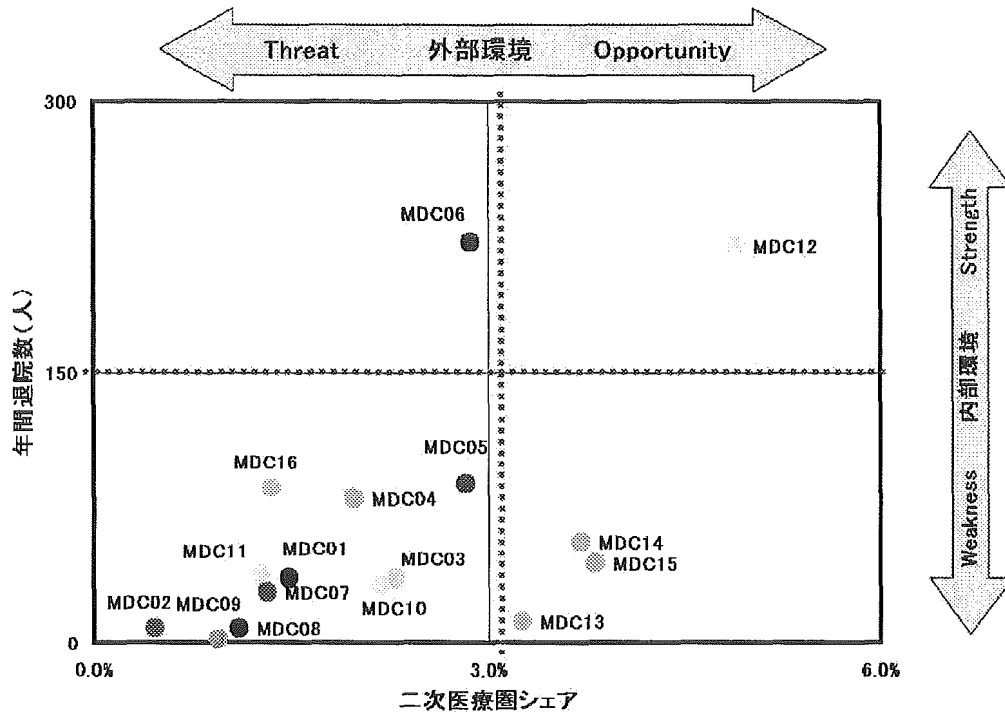 Threat 外部環境 Opportunity
300
MDC06
MDC12
Strength
年間退院数(人)
150
内部環境
MDC05
MDC16
MDC04
Weakness
MDC14
MDC11 MDC01
MDC03
MDC15
MDC02 MDC09
MDC07
MDC10
MDC08
MDC13
0
0.0% 3.0% 6.0%
二次医療圏シェア